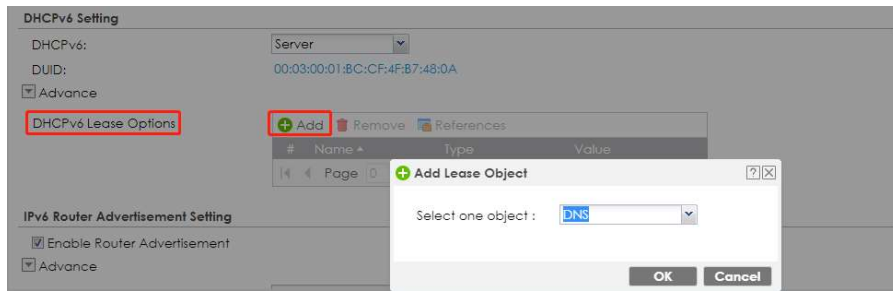 DHCPv6 Setting
DHCPv6: Server
DUID: 00:03:00:01:BC:CF:4F:B7:48:0A
Advance
DHCPv6 Lease Options Add Remove References
# Name Type Value
Page 0
Add Lease Object
Select one object : DNS
OK Cancel
IPv6 Router Advertisement Setting
Enable Router Advertisement
Advance